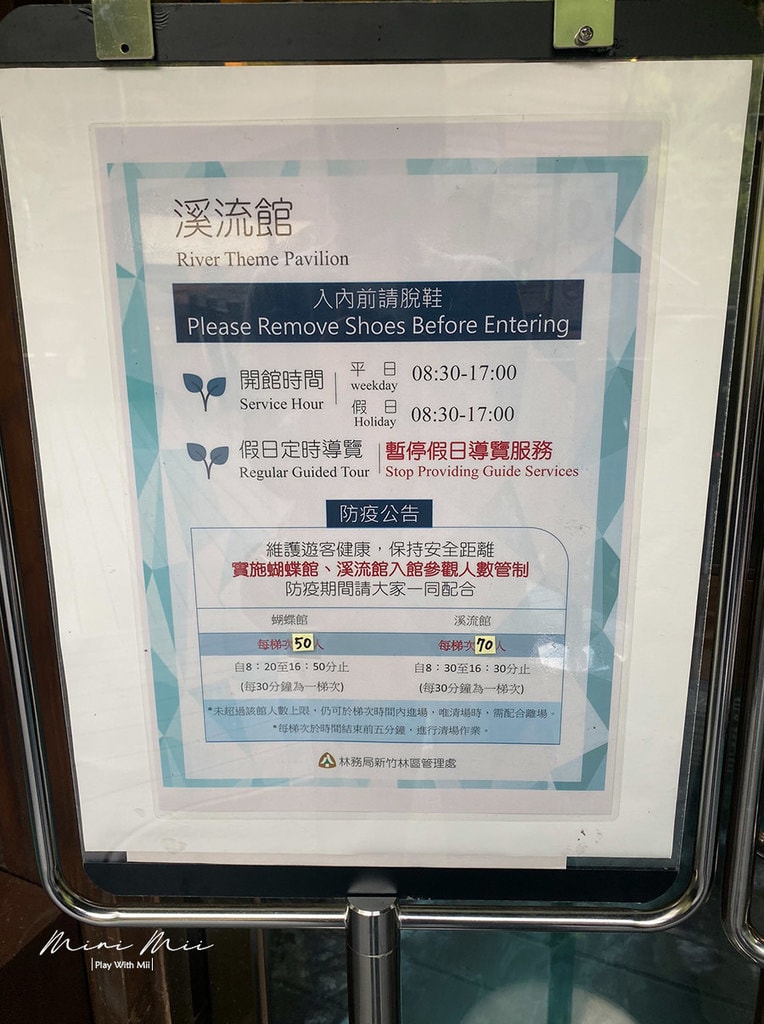 溪流館
River Theme Pavilion
入內前請脫鞋
Please Remove Shoes Before Entering
開館時間
Service Hour
平日
weekday
08:30-17:00
假日
Holiday
08:30-17:00
假日定時導覽
Regular Guided Tour
暫停假日導覽服務
Stop Providing Guide Services
防疫公告
維護遊客健康，保持安全距離
實施蝴蝶館、溪流館入館參觀人數管制
防疫期間請大家一同配合
蝴蝶館 溪流館
每梯次50人 每梯次70人
自8：20至16：50分止 自8：30至16：30分止
(每30分鐘為一梯次) (每30分鐘為一梯次)
*未超過該館人數上限，仍可於梯次時間內進場，唯清場時，需配合離場。
*每梯次於時間結束前五分鐘，進行清場作業。
林務局新竹林區管理處
Mini Mii
|Play With Mii|